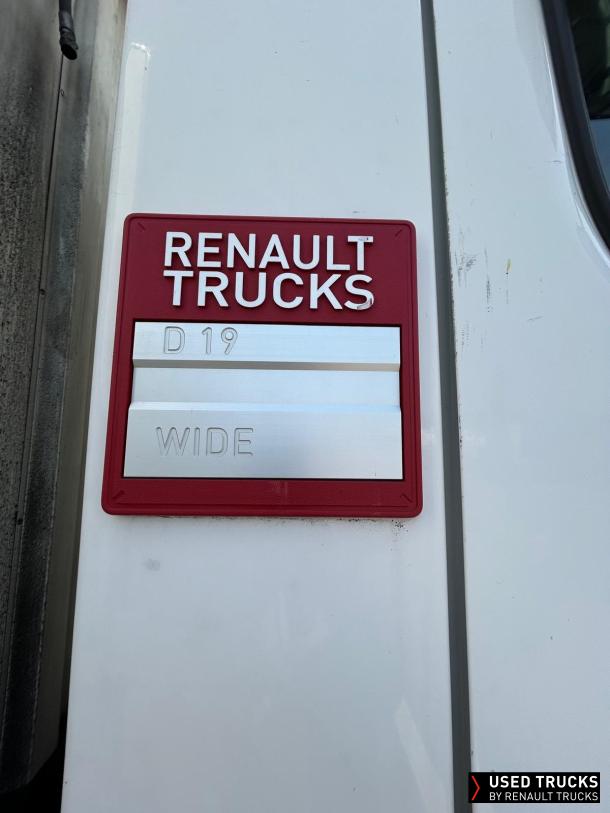 RENAULT
TRUCKS
D 19
WIDE
USED TRUCKS
BY RENAULT TRUCKS